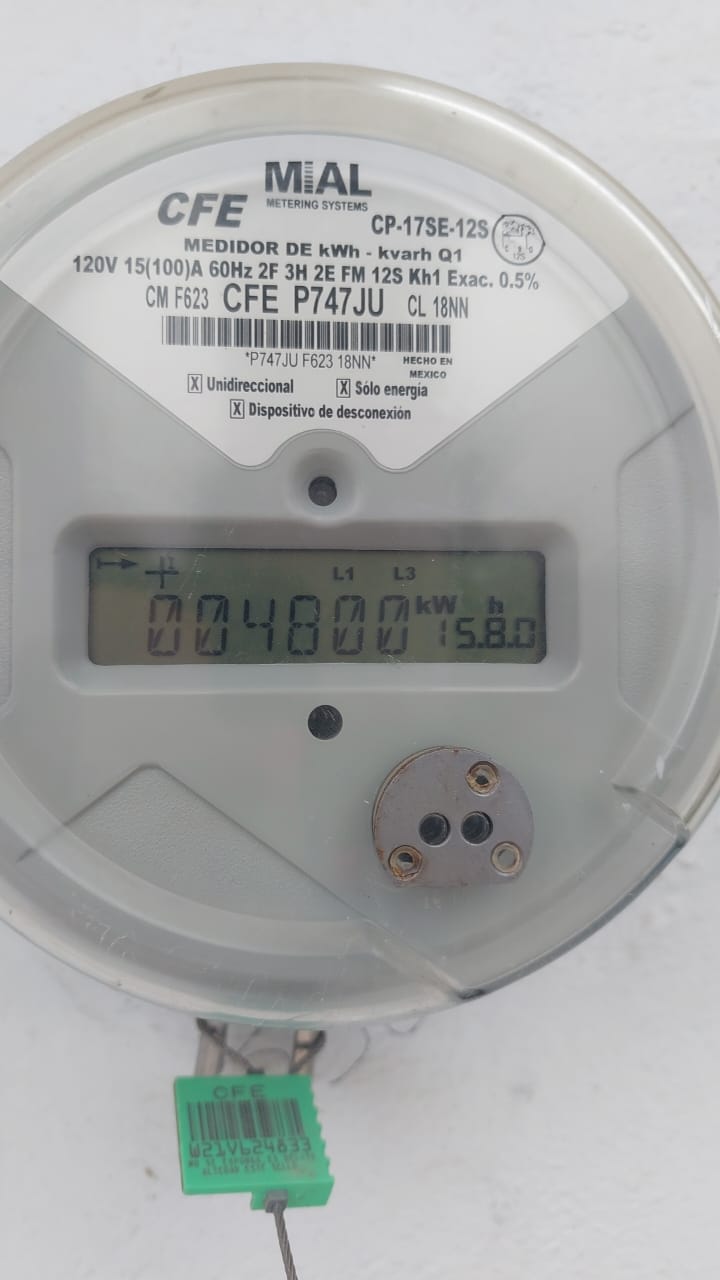 MIAL
METERING SYSTEMS
CFE
CP-17SE-12S
MEDIDOR DE kWh - kvarh Q1
120V 15(100)A 60Hz 2F 3H 2E FM 12S Kh1 Exac. 0.5%
CM F623 CFE P747JU CL 18NN
*P747JU F623 18NN*
HECHO EN
MEXICO
X Unidireccional X Sólo energía
X Dispositivo de desconexión
L1 L3
004800 kW h 15.8.0
CFE
W21V624833